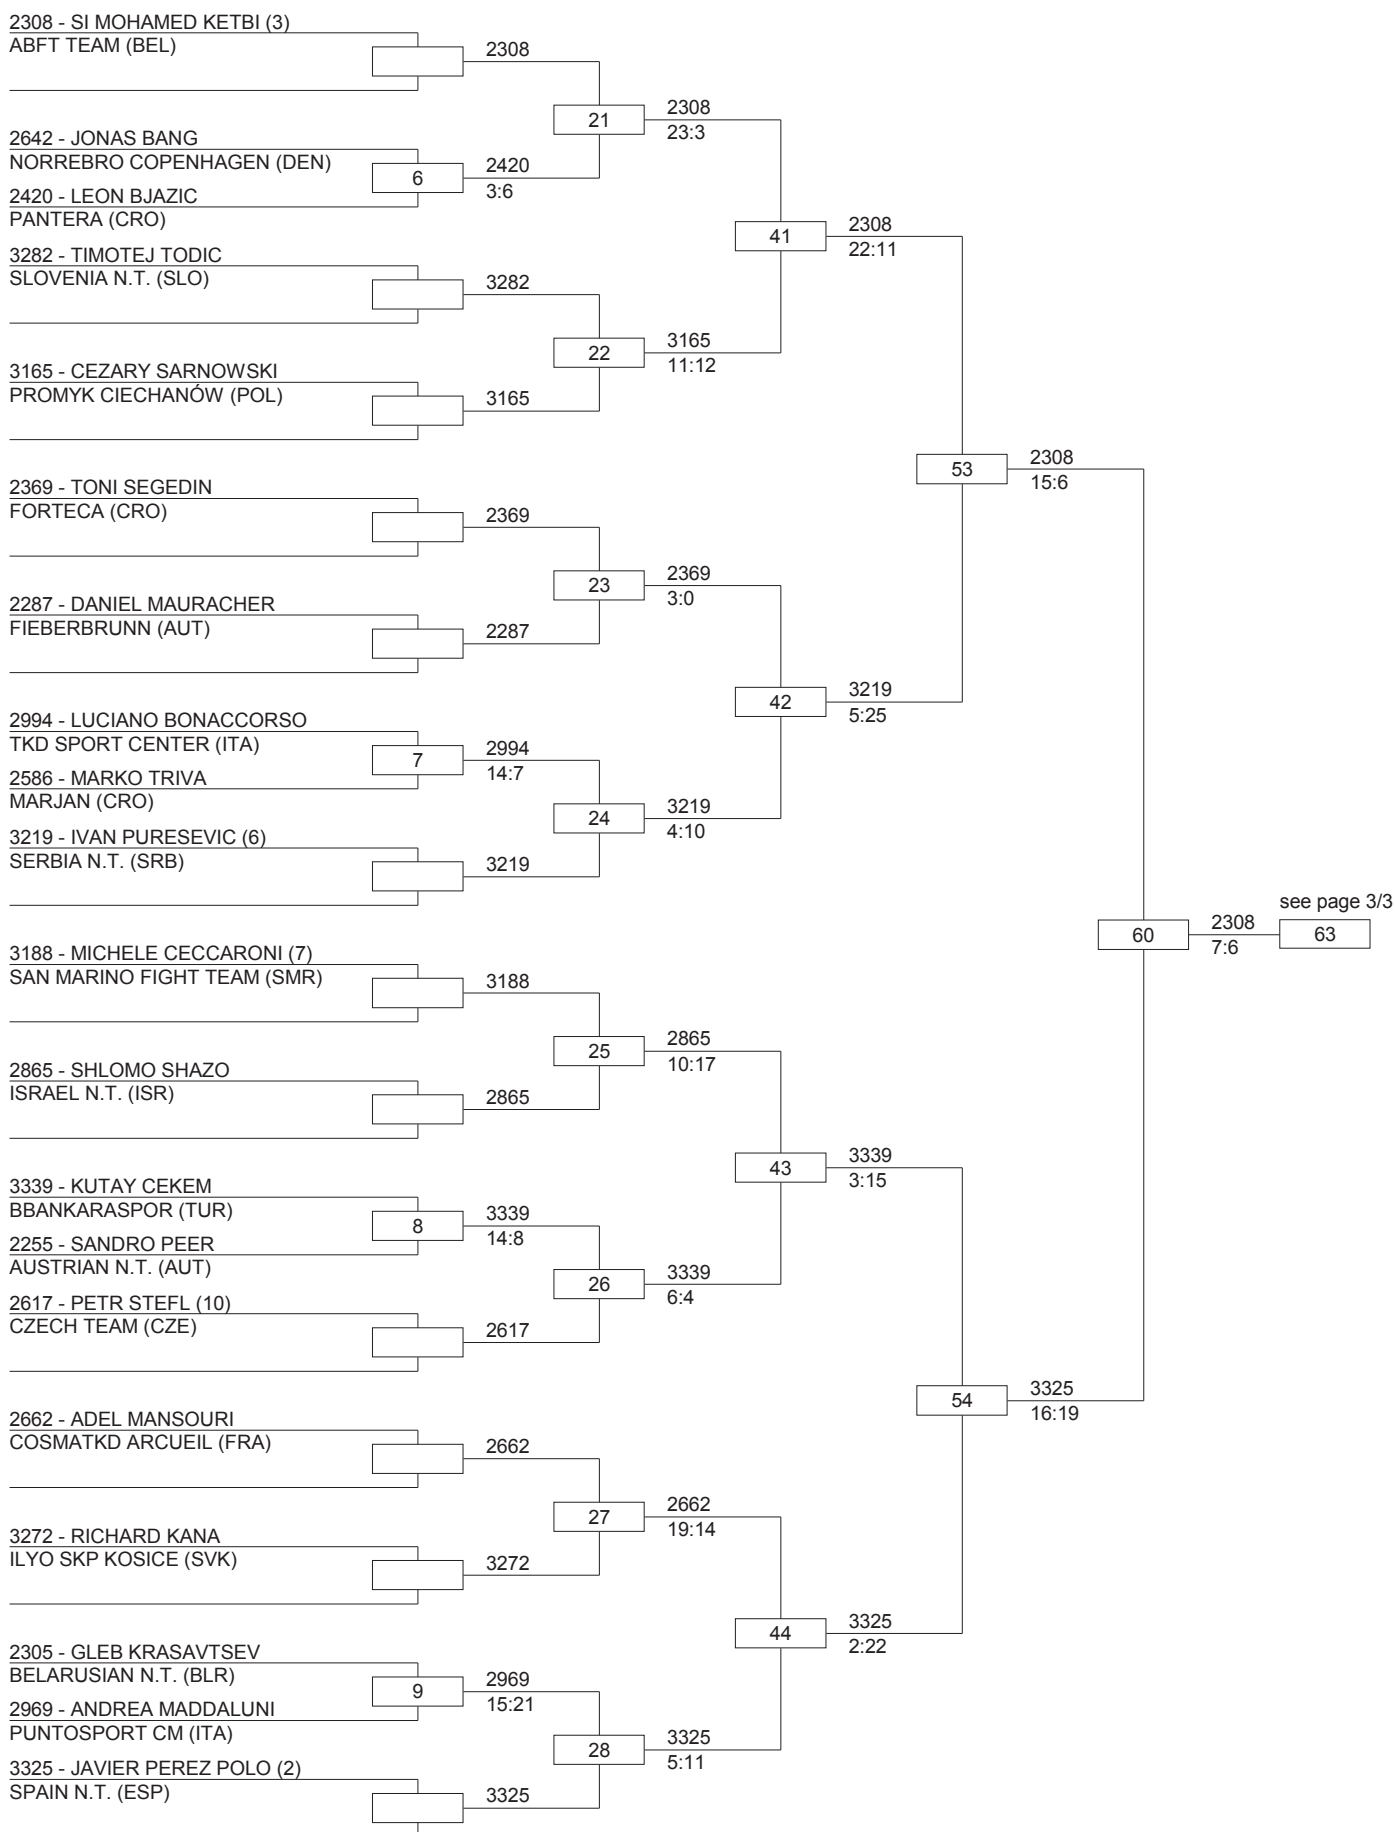 2308 - SI MOHAMED KETBI (3)
ABFT TEAM (BEL)
2308
21
2308
23:3
2642 - JONAS BANG
NORREBRO COPENHAGEN (DEN)
6
2420
3:6
2420 - LEON BJAZIC
PANTERA (CRO)
41
2308
22:11
3282 - TIMOTEJ TODIC
SLOVENIA N.T. (SLO)
3282
22
3165
11:12
3165 - CEZARY SARNOWSKI
PROMYK CIECHANÓW (POL)
3165
53
2308
15:6
2369 - TONI SEGEDIN
FORTECA (CRO)
2369
23
2369
3:0
2287 - DANIEL MAURACHER
FIEBERBRUNN (AUT)
2287
42
3219
5:25
2994 - LUCIANO BONACCORSO
TKD SPORT CENTER (ITA)
7
2994
14:7
2586 - MARKO TRIVA
MARJAN (CRO)
24
3219
4:10
3219 - IVAN PURESEVIC (6)
SERBIA N.T. (SRB)
3219
see page 3/3
60
2308
7:6
63
3188 - MICHELE CECCARONI (7)
SAN MARINO FIGHT TEAM (SMR)
3188
25
2865
10:17
2865 - SHLOMO SHAZO
ISRAEL N.T. (ISR)
2865
43
3339
3:15
3339 - KUTAY CEKEM
BBANKARASPOR (TUR)
8
3339
14:8
2255 - SANDRO PEER
AUSTRIAN N.T. (AUT)
26
3339
6:4
2617 - PETR STEFL (10)
CZECH TEAM (CZE)
2617
54
3325
16:19
2662 - ADEL MANSOURI
COSMATKD ARCUEIL (FRA)
2662
27
2662
19:14
3272 - RICHARD KANA
ILYO SKP KOSICE (SVK)
3272
44
3325
2:22
2305 - GLEB KRASAVTSEV
BELARUSIAN N.T. (BLR)
9
2969
15:21
2969 - ANDREA MADDALUNI
PUNTOSPORT CM (ITA)
28
3325
5:11
3325 - JAVIER PEREZ POLO (2)
SPAIN N.T. (ESP)
3325